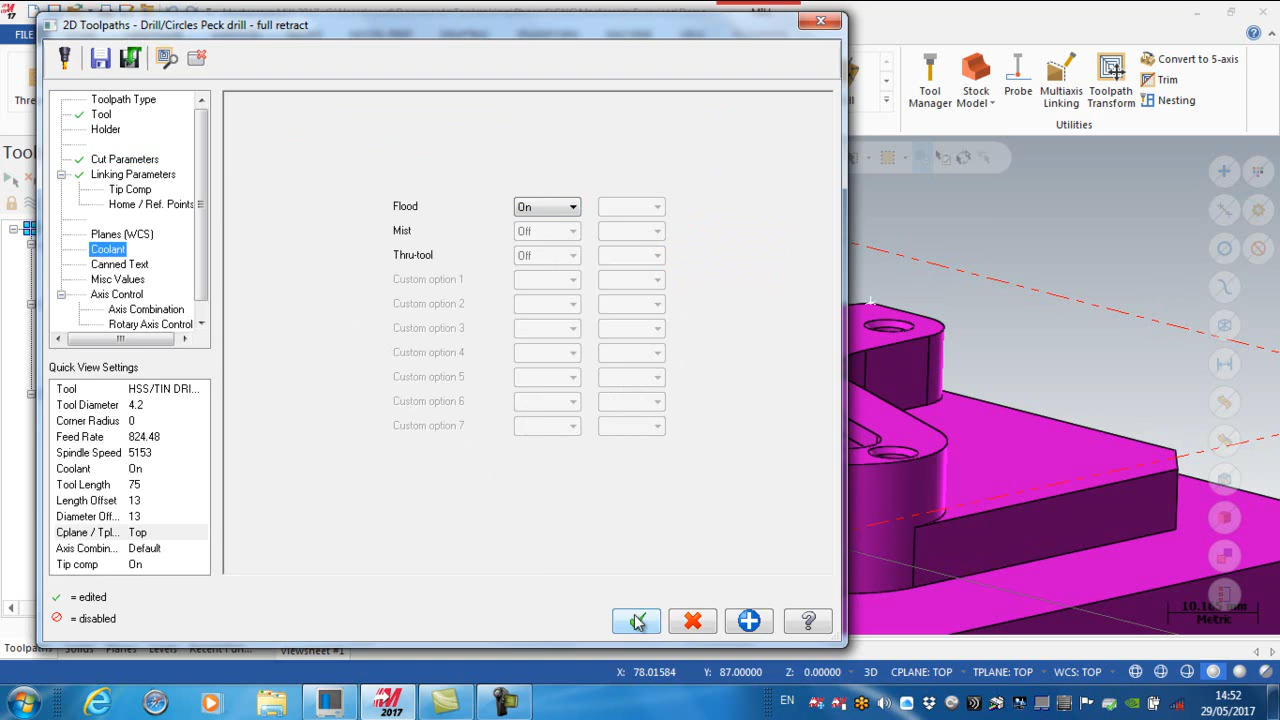 17
2D Toolpaths - Drill/Circles Peck drill - full retract
FILE
Toolpath Type
Tool
Holder
Cut Parameters
Linking Parameters
Tip Comp
Home / Ref. Points
Planes (WCS)
Coolant
Canned Text
Misc Values
Axis Control
Axis Combination
Rotary Axis Control
Quick View Settings
Tool HSS/TIN DRI...
Tool Diameter 4.2
Corner Radius 0
Feed Rate 824.48
Spindle Speed 5153
Coolant On
Tool Length 75
Length Offset 13
Diameter Off... 13
Cplane / Tpl... Top
Axis Combin... Default
Tip comp On
= edited
= disabled
Flood On
Mist Off
Thru-tool Off
Custom option 1
Custom option 2
Custom option 3
Custom option 4
Custom option 5
Custom option 6
Custom option 7
Tool Manager
Stock Model
Probe
Multiaxis Linking
Toolpath Transform
Convert to 5-axis
Trim
Nesting
Utilities
10.165 mm
Metric
Toolpaths Solids Planes Levels Recent Fun... Viewsheet #1
X: 78.01584 Y: 87.00000 Z: 0.00000 3D CPLANE: TOP TPLANE: TOP WCS: TOP
2017
EN
14:52
29/05/2017